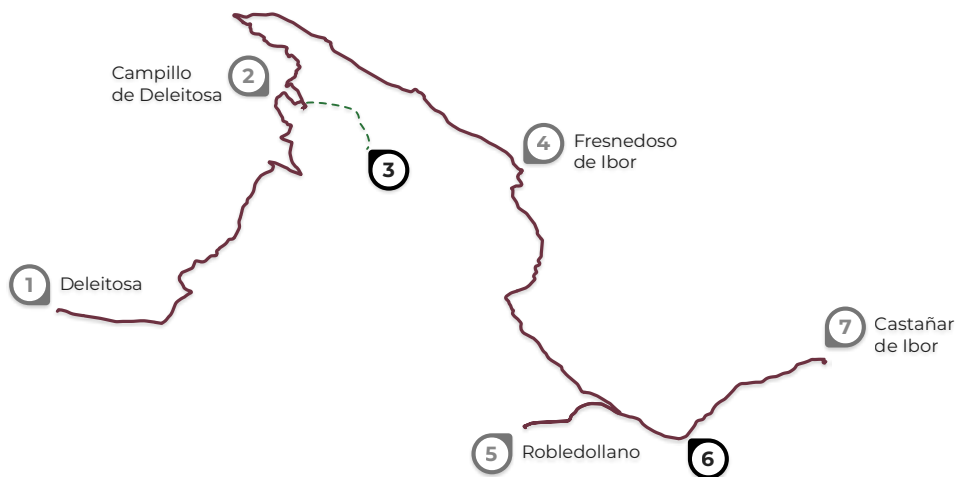 2
Campillo
de Deleitosa
3
4
Fresnedoso
de Ibor
1
Deleitosa
7
Castañar
de Ibor
5
Robledollano
6